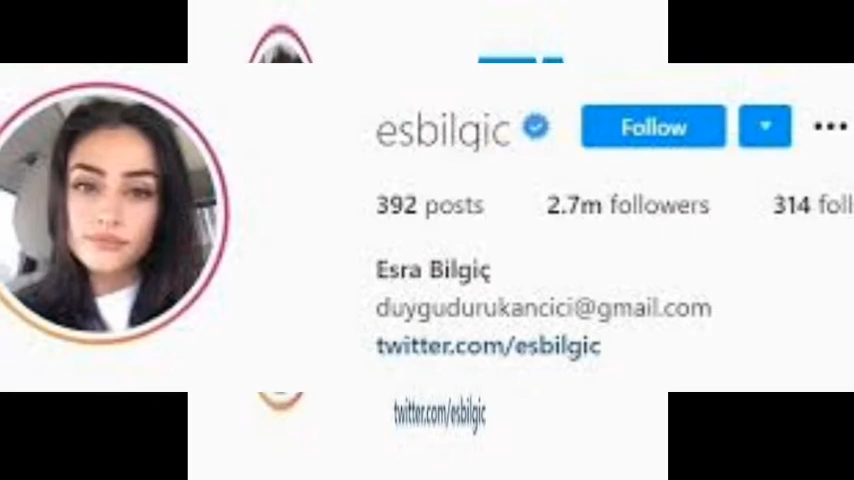 esbilgic Follow
392 posts 2.7m followers 314 foll
Esra Bilgiç
duygudurukancici@gmail.com
twitter.com/esbilgic
twitter.com/esbilgic